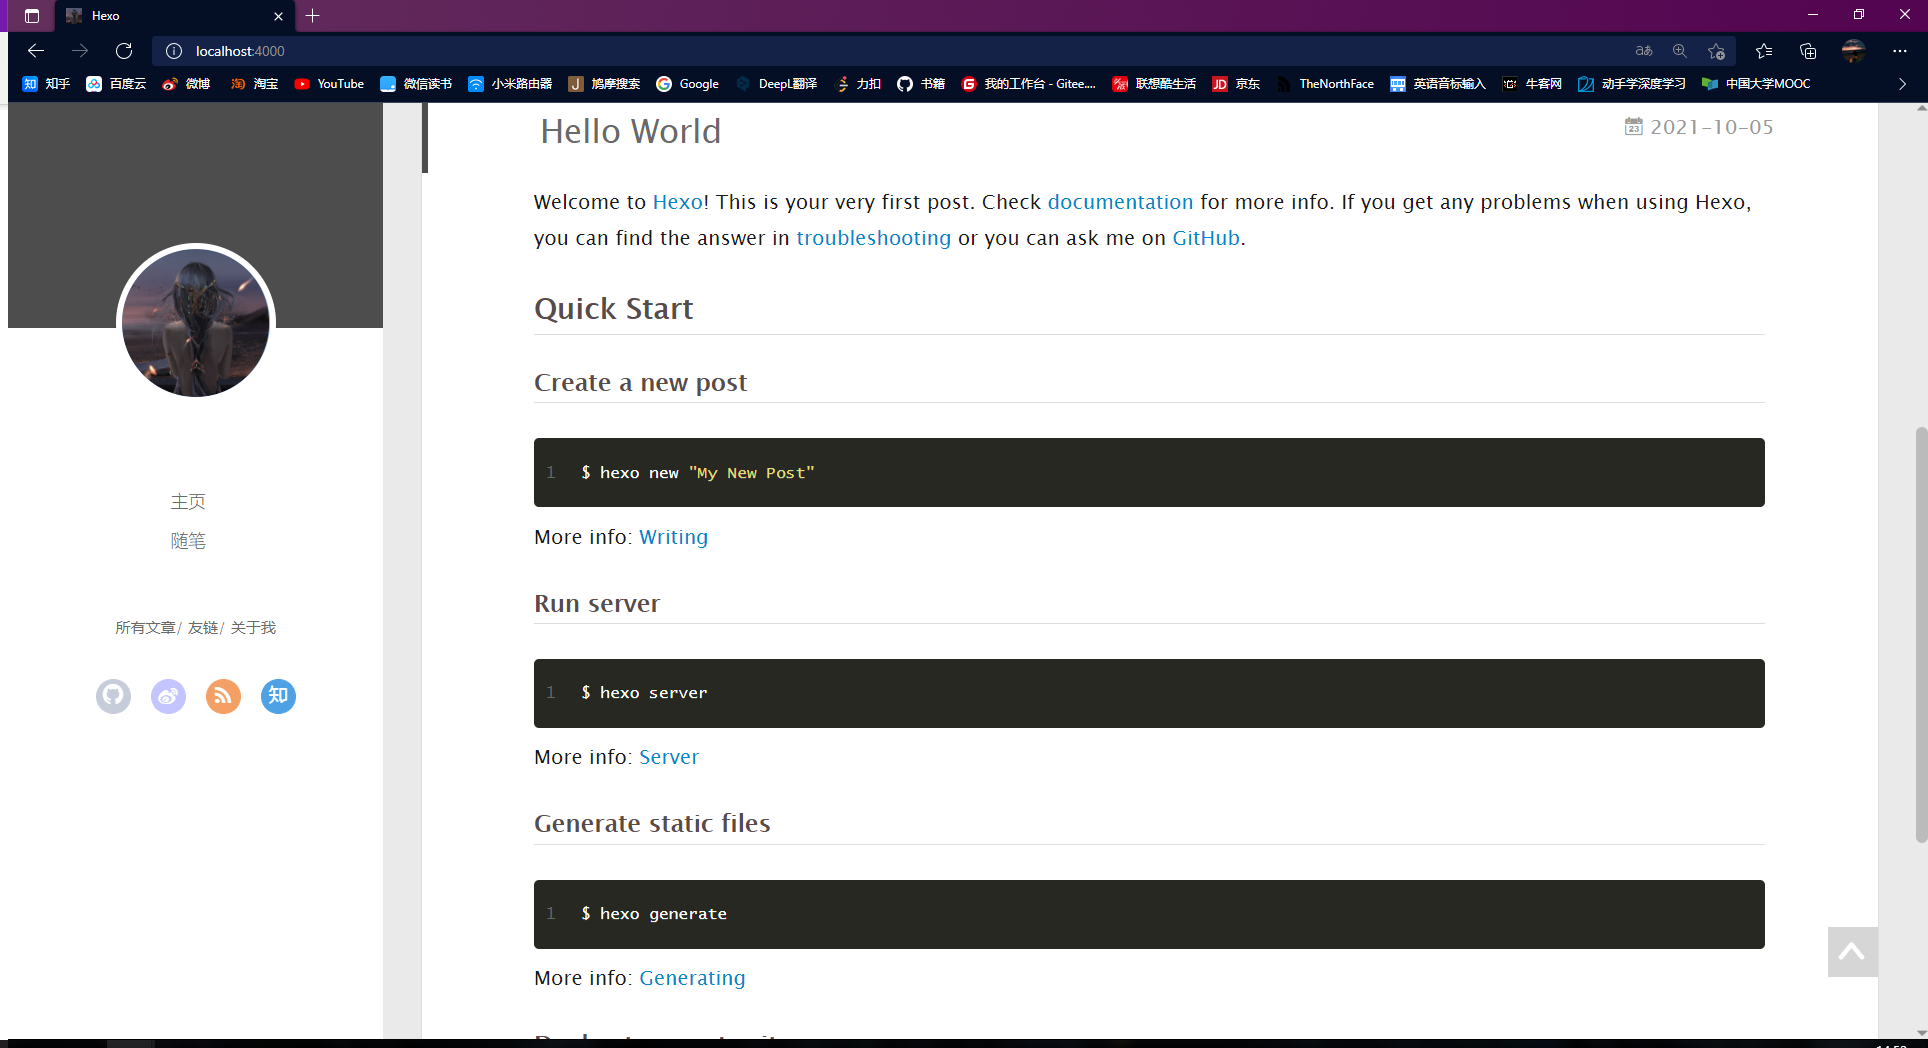 Hexo
localhost:4000
知乎 百度云 微博 淘宝 YouTube 微信读书 小米路由器 鸠摩搜索 Google DeepL翻译 力扣 书籍 我的工作台 - Gitee.... 联想酷生活 京东 TheNorthFace 英语音标输入 牛客网 动手学深度学习 中国大学MOOC
Hello World
2021-10-05
Welcome to Hexo! This is your very first post. Check documentation for more info. If you get any problems when using Hexo,
you can find the answer in troubleshooting or you can ask me on GitHub.
Quick Start
Create a new post
1 $ hexo new "My New Post"
More info: Writing
Run server
1 $ hexo server
More info: Server
Generate static files
1 $ hexo generate
More info: Generating
主页
随笔
所有文章/ 友链/ 关于我
知